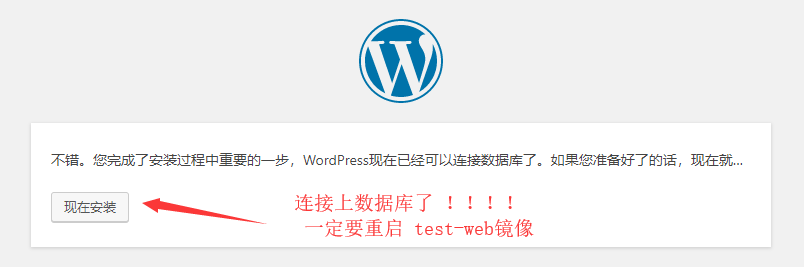 不错。您完成了安装过程中重要的一步，WordPress现在已经可以连接数据库了。如果您准备好了的话，现在就...
现在安装
连接上数据库了 ！！！！
一定要重启 test-web镜像